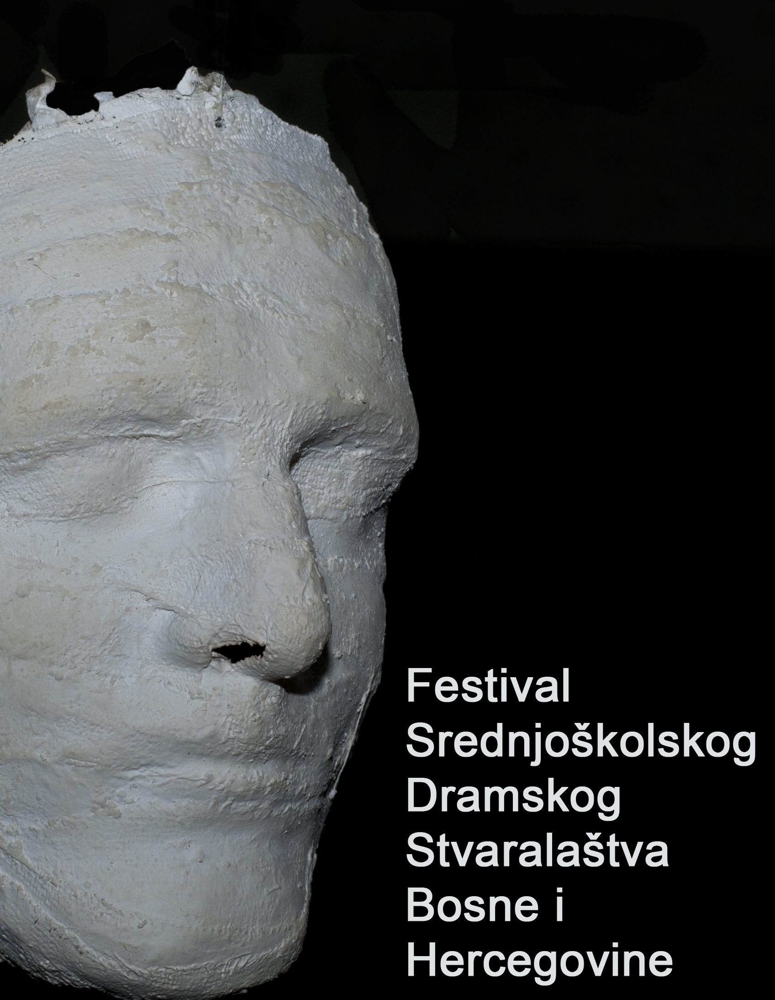 Festival
Srednjoškolskog
Dramskog
Stvaralaštva
Bosne i
Hercegovine